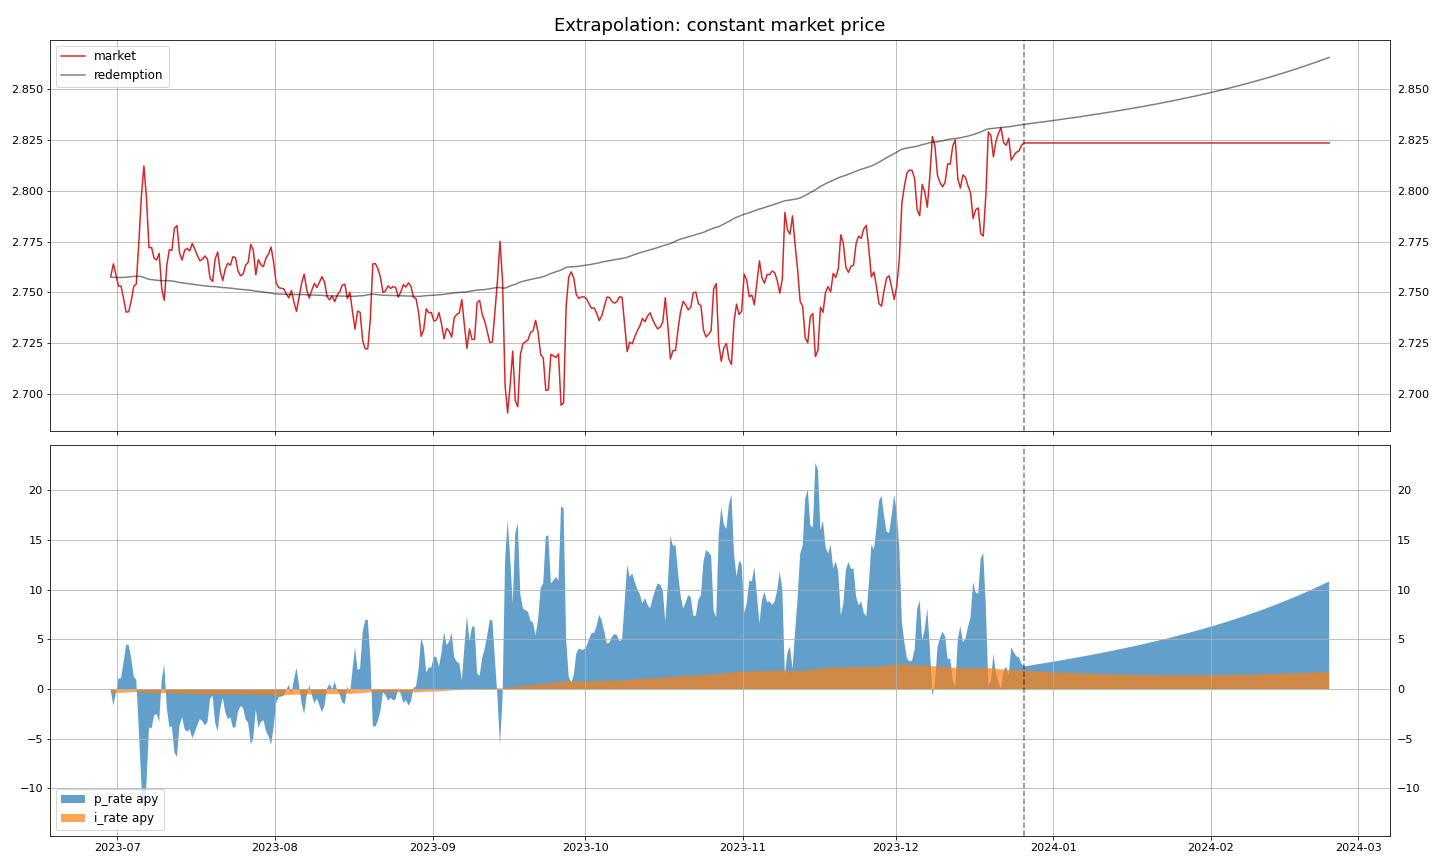 Extrapolation: constant market price
market
redemption
2.850 2.850
2.825 2.825
2.800 2.800
2.775 2.775
2.750 2.750
2.725 2.725
2.700 2.700
20 20
15 15
10 10
5 5
0 0
−5 −5
−10 −10
p_rate apy
i_rate apy
2023-07 2023-08 2023-09 2023-10 2023-11 2023-12 2024-01 2024-02 2024-03